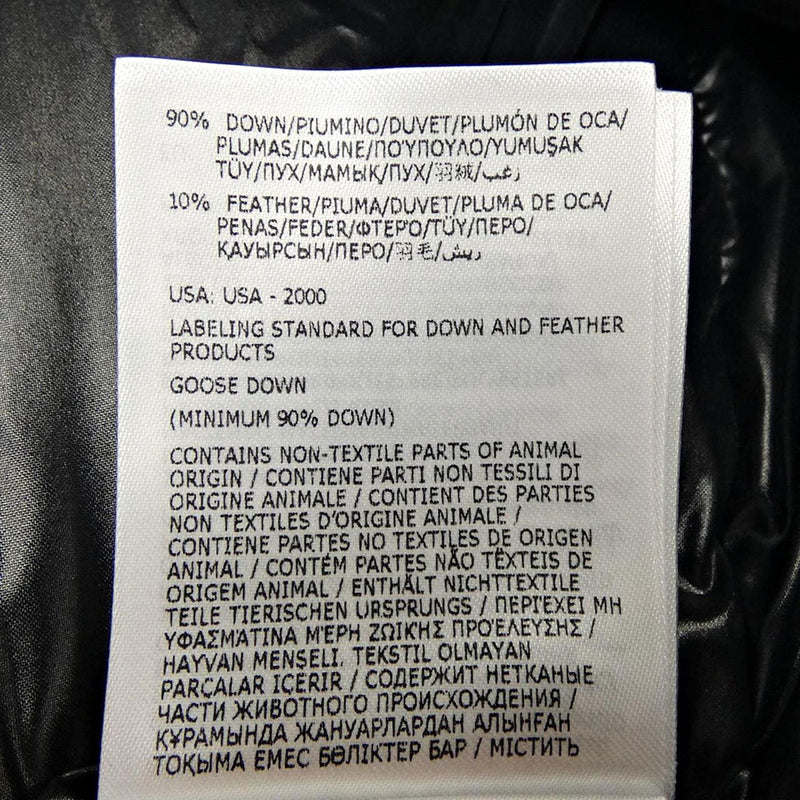 90% DOWN/PIUMINO/DUVET/PLUMÓN DE OCA/
PLUMAS/DAUNE/ΠΟΎΠΟΥΛΟ/YUMUŞAK
TÜY/ПУХ/МАМЫҚ/ПУХ/羽絨/زغب
10% FEATHER/PIUMA/DUVET/PLUMA DE OCA/
PENAS/FEDER/ΦΤΕΡΌ/TÜY/ПЕРО/
ҚАУЫРСЫН/ПЕРО/羽毛/ريش
USA: USA - 2000
LABELING STANDARD FOR DOWN AND FEATHER
PRODUCTS
GOOSE DOWN
(MINIMUM 90% DOWN)
CONTAINS NON-TEXTILE PARTS OF ANIMAL
ORIGIN / CONTIENE PARTI NON TESSILI DI
ORIGINE ANIMALE / CONTIENT DES PARTIES
NON TEXTILES D'ORIGINE ANIMALE /
CONTIENE PARTES NO TEXTILES DE ORIGEN
ANIMAL / CONTÉM PARTES NÃO TÊXTEIS DE
ORIGEM ANIMAL / ENTHÄLT NICHTTEXTILE
TEILE TIERISCHEN URSPRUNGS / ΠΕΡΙΈΧΕΙ ΜΗ
ΥΦΑΣΜΆΤΙΝΑ ΜΈΡΗ ΖΩΙΚΉΣ ΠΡΟΈΛΕΥΣΗΣ /
HAYVAN MENŞELİ, TEKSTİL OLMAYAN
PARÇALAR İÇERİR / СОДЕРЖИТ НЕТКАНЫЕ
ЧАСТИ ЖИВОТНОГО ПРОИСХОЖДЕНИЯ /
ҚҰРАМЫНДА ЖАНУАРЛАРДАН АЛЫНҒАН
ТОҚЫМА ЕМЕС БӨЛІКТЕР БАР / МІСТИТЬ